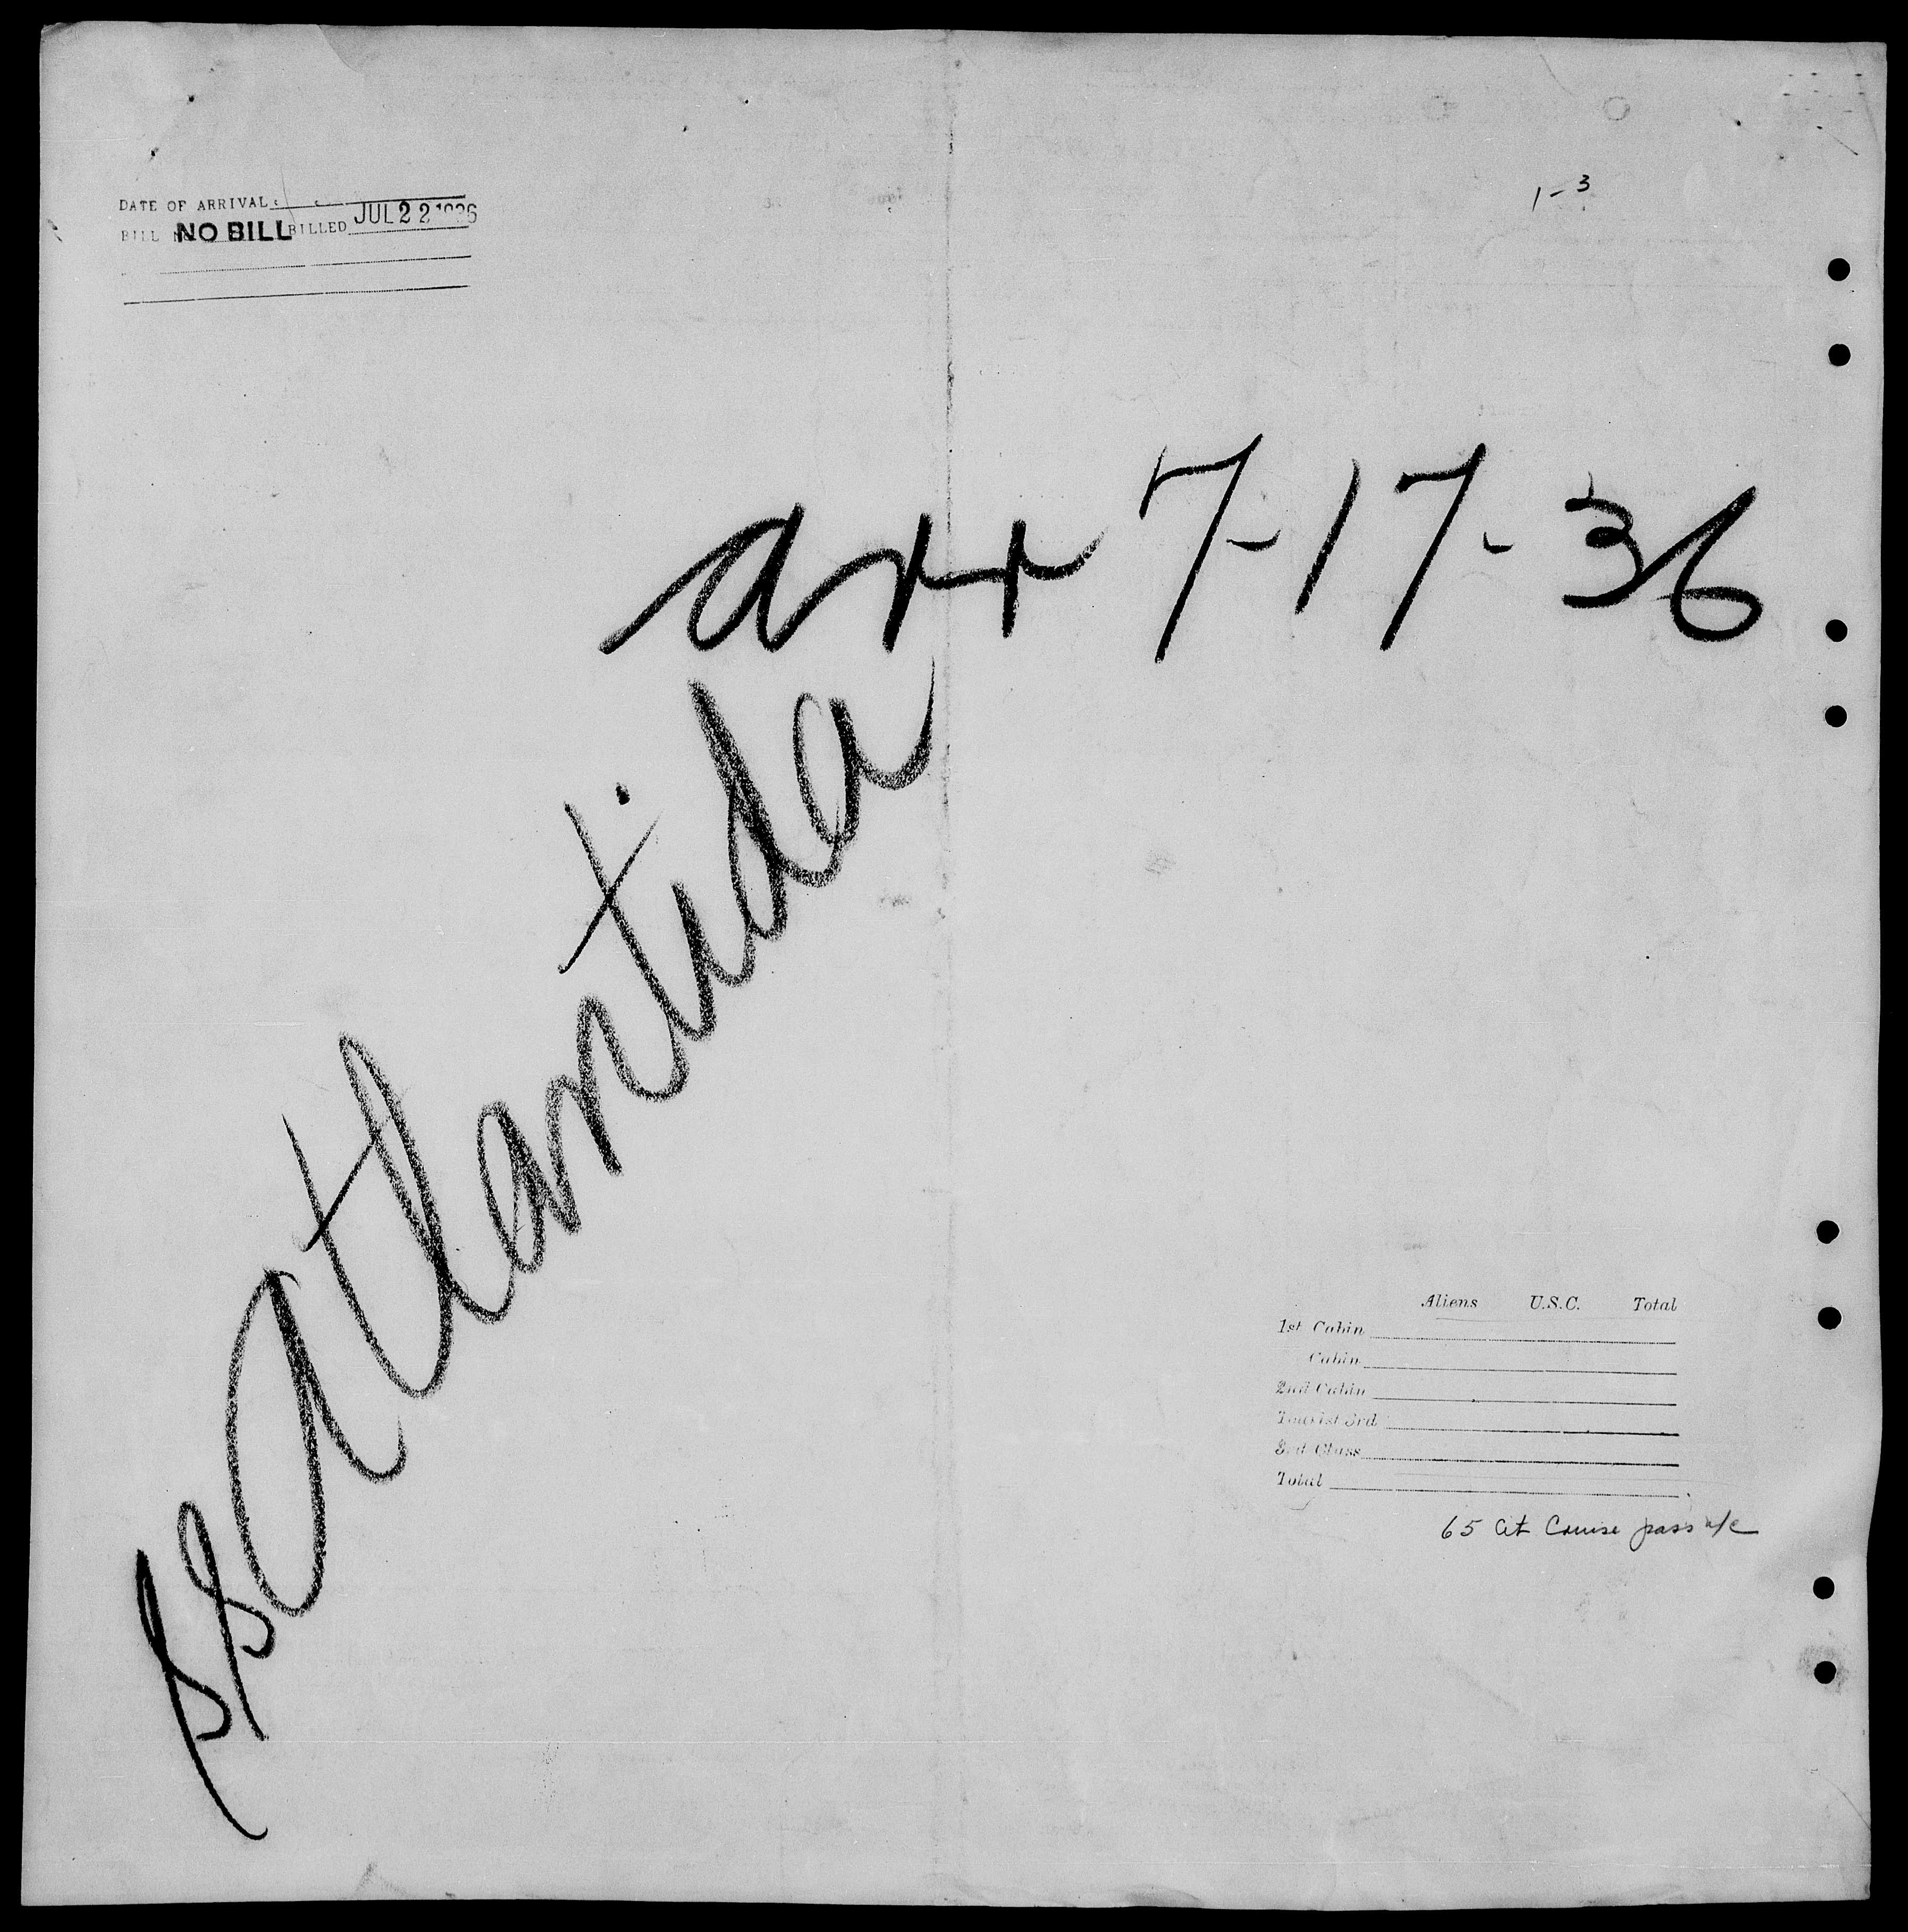 1-3
DATE OF ARRIVAL
BILL NO BILL BILLED JUL 22 1936
arr 7-17-36
SS Atlantida
Aliens U.S.C. Total
1st Cabin
Cabin
2nd Cabin
Tourist 3rd
3rd Class
Total
65 Cit Cruise pass